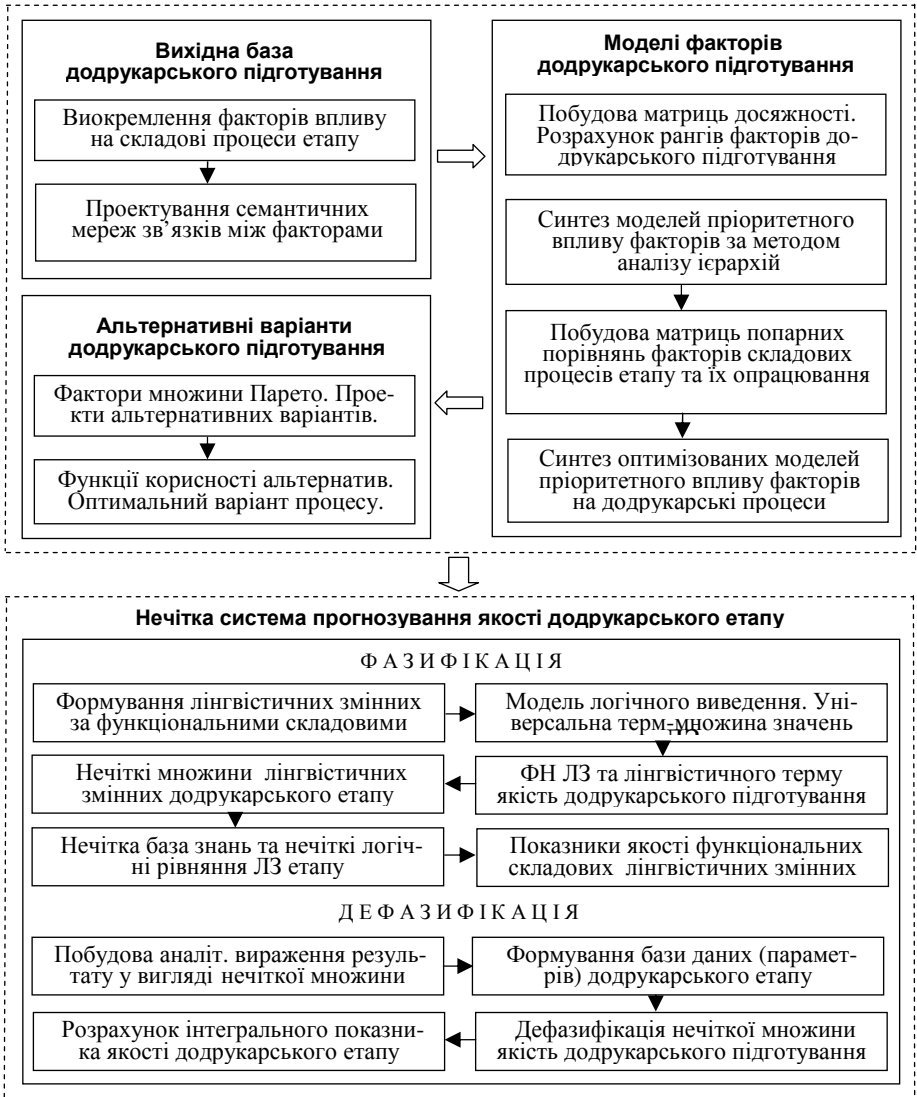 Вихідна база
додрукарського підготування
Виокремлення факторів впливу
на складові процеси етапу
Проектування семантичних
мереж зв’язків між факторами
Моделі факторів
додрукарського підготування
Побудова матриць досяжності.
Розрахунок рангів факторів до-
друкарського підготування
Синтез моделей пріоритетного
впливу факторів за методом
аналізу ієрархій
Побудова матриць попарних
порівнянь факторів складових
процесів етапу та їх опрацювання
Синтез оптимізованих моделей
пріоритетного впливу факторів
на додрукарські процеси
Альтернативні варіанти
додрукарського підготування
Фактори множини Парето. Прое-
кти альтернативних варіантів.
Функції корисності альтернатив.
Оптимальний варіант процесу.
Нечітка система прогнозування якості додрукарського етапу
Ф А З И Ф І К А Ц І Я
Формування лінгвістичних змінних
за функціональними складовими
Модель логічного виведення. Уні-
версальна терм-множина значень
Нечіткі множини лінгвістичних
змінних додрукарського етапу
ФН ЛЗ та лінгвістичного терму
якість додрукарського підготування
Нечітка база знань та нечіткі логіч-
ні рівняння ЛЗ етапу
Показники якості функціональних
складових лінгвістичних змінних
Д Е Ф А З И Ф І К А Ц І Я
Побудова аналіт. вираження резуль-
тату у вигляді нечіткої множини
Формування бази даних (парамет-
рів) додрукарського етапу
Розрахунок інтегрального показни-
ка якості додрукарського етапу
Дефазифікація нечіткої множини
якість додрукарського підготування